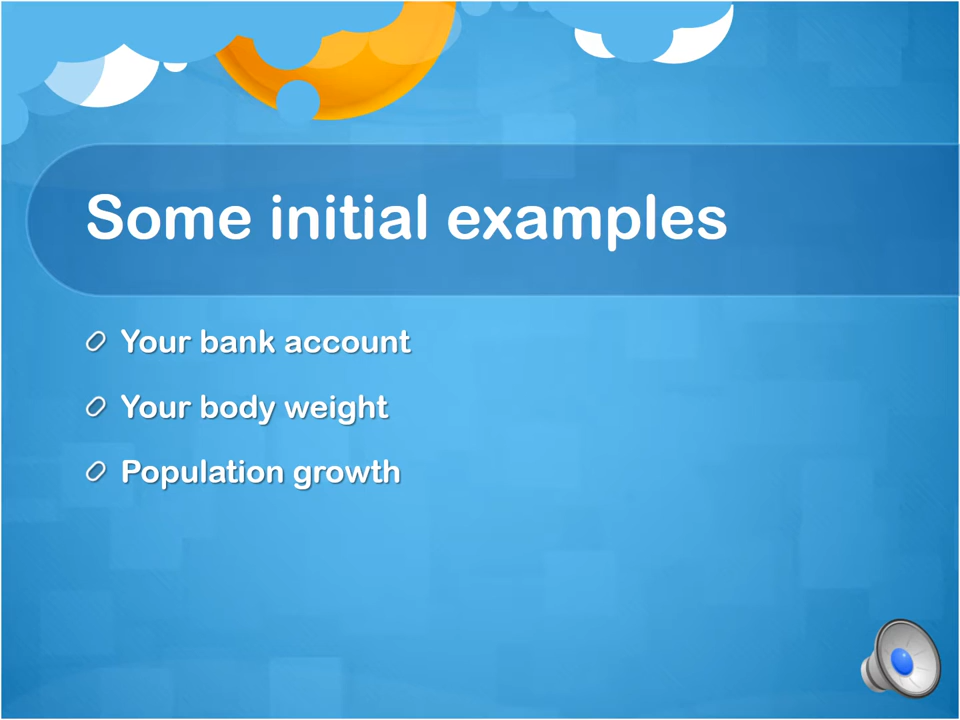 Some initial examples
Your bank account
Your body weight
Population growth